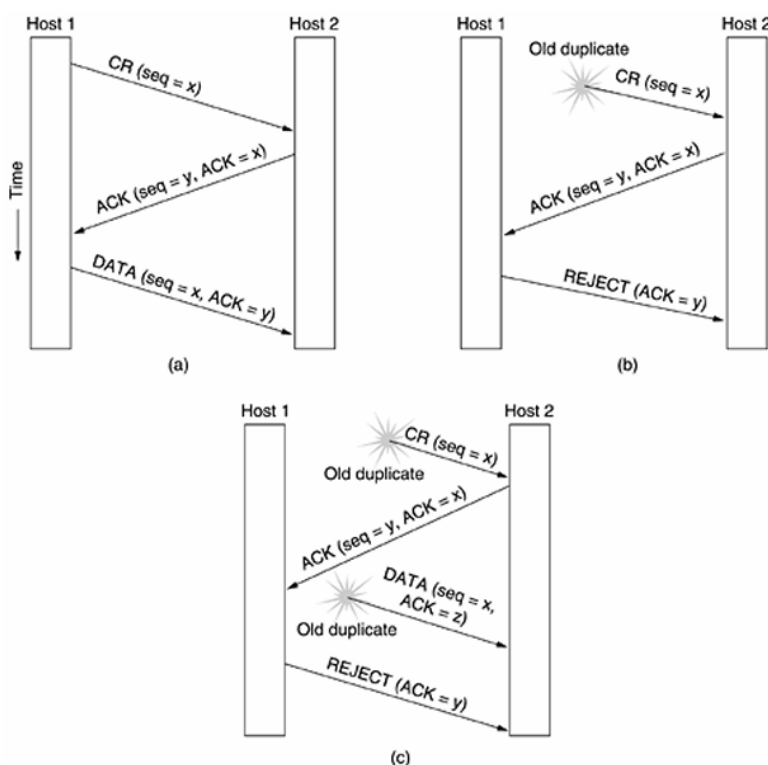 Host 1
Host 2
CR (seq = x)
ACK (seq = y, ACK = x)
DATA (seq = x, ACK = y)
Time
(a)
Host 1
Host 2
Old duplicate
CR (seq = x)
ACK (seq = y, ACK = x)
REJECT (ACK = y)
(b)
Host 1
Host 2
CR (seq = x)
Old duplicate
ACK (seq = y, ACK = x)
DATA (seq = x,
ACK = z)
Old duplicate
REJECT (ACK = y)
(c)